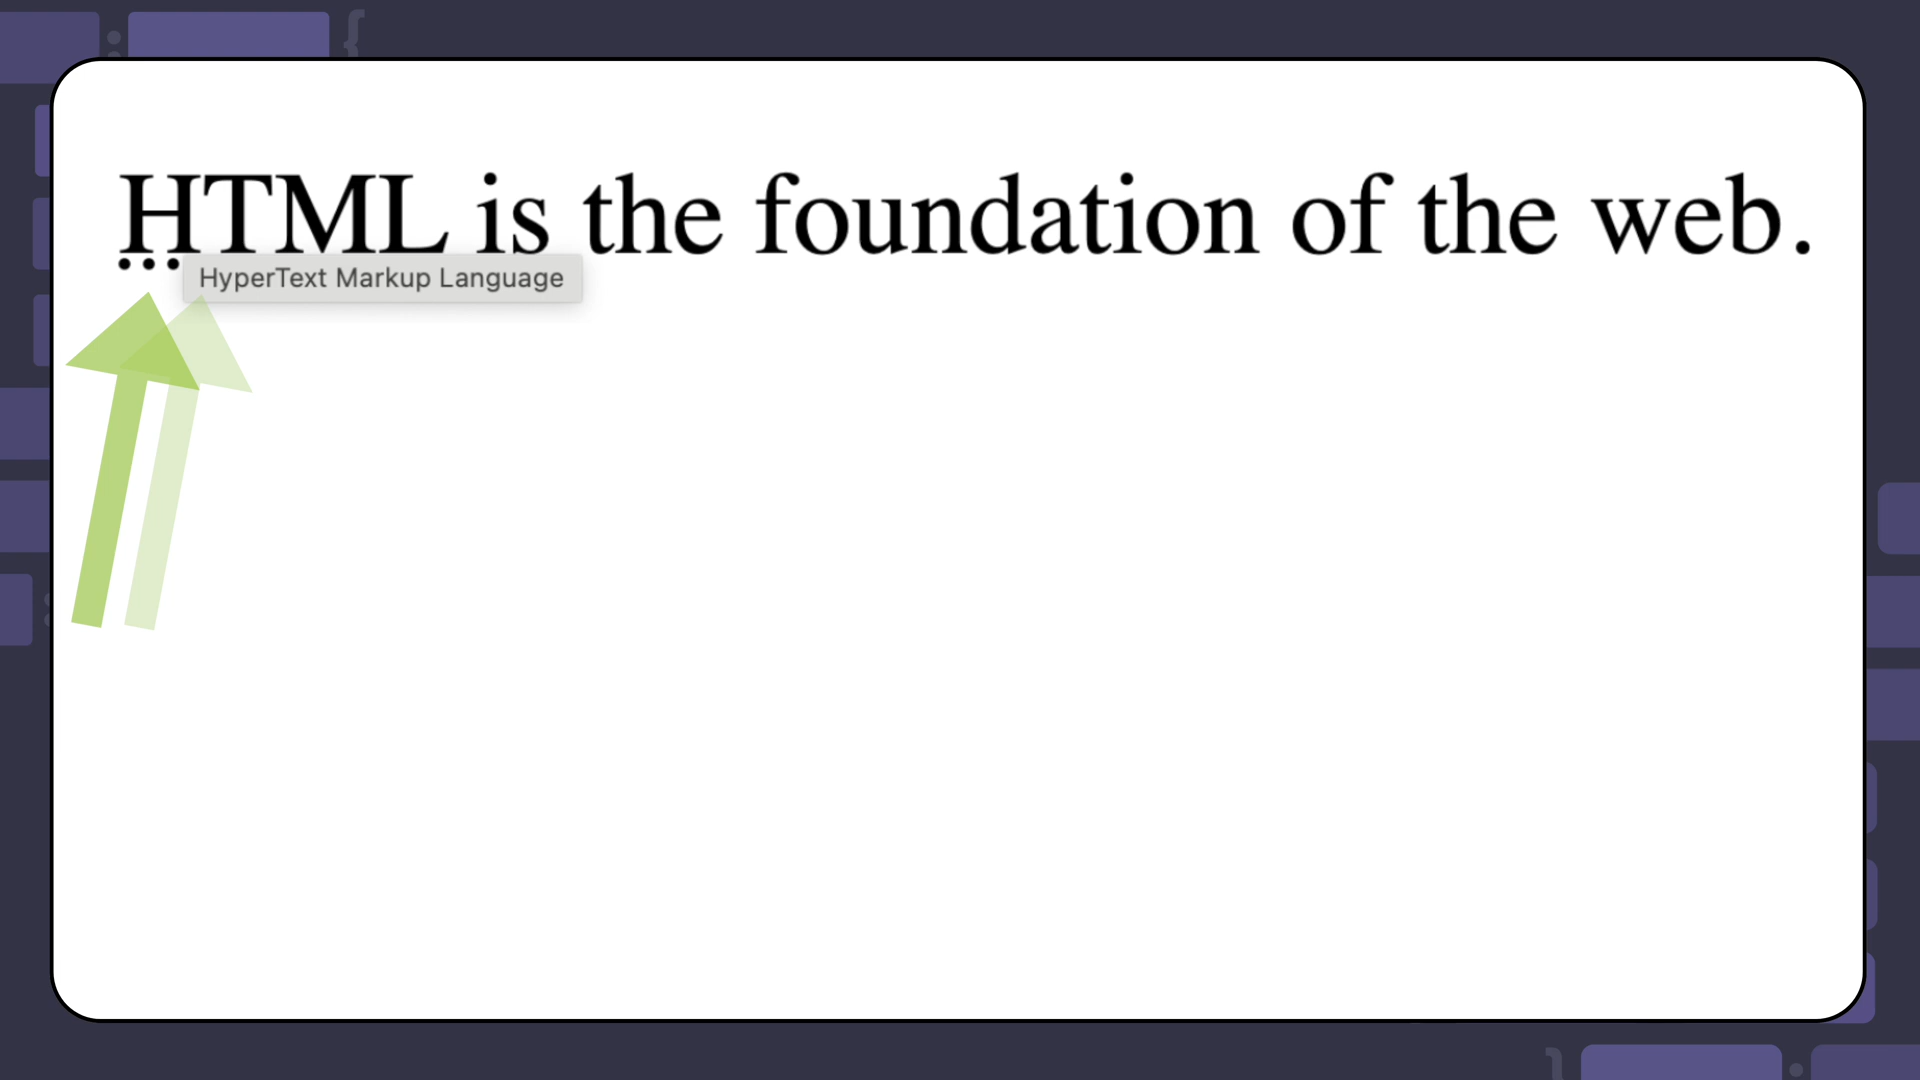 {
HTML is the foundation of the web.
HyperText Markup Language
}